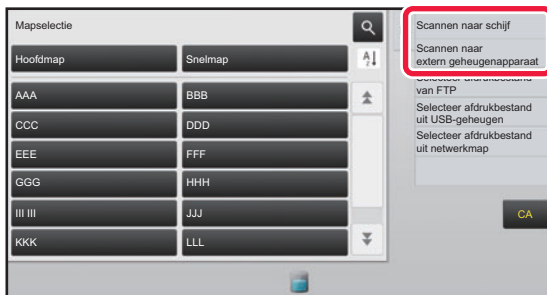 Mapselectie
Hoofdmap
Snelmap
AAA
BBB
CCC
DDD
EEE
FFF
GGG
HHH
III III
JJJ
KKK
LLL
Scannen naar schijf
Scannen naar
extern geheugenapparaat
Selecteer afdrukbestand
van FTP
Selecteer afdrukbestand
uit USB-geheugen
Selecteer afdrukbestand
uit netwerkmap
CA